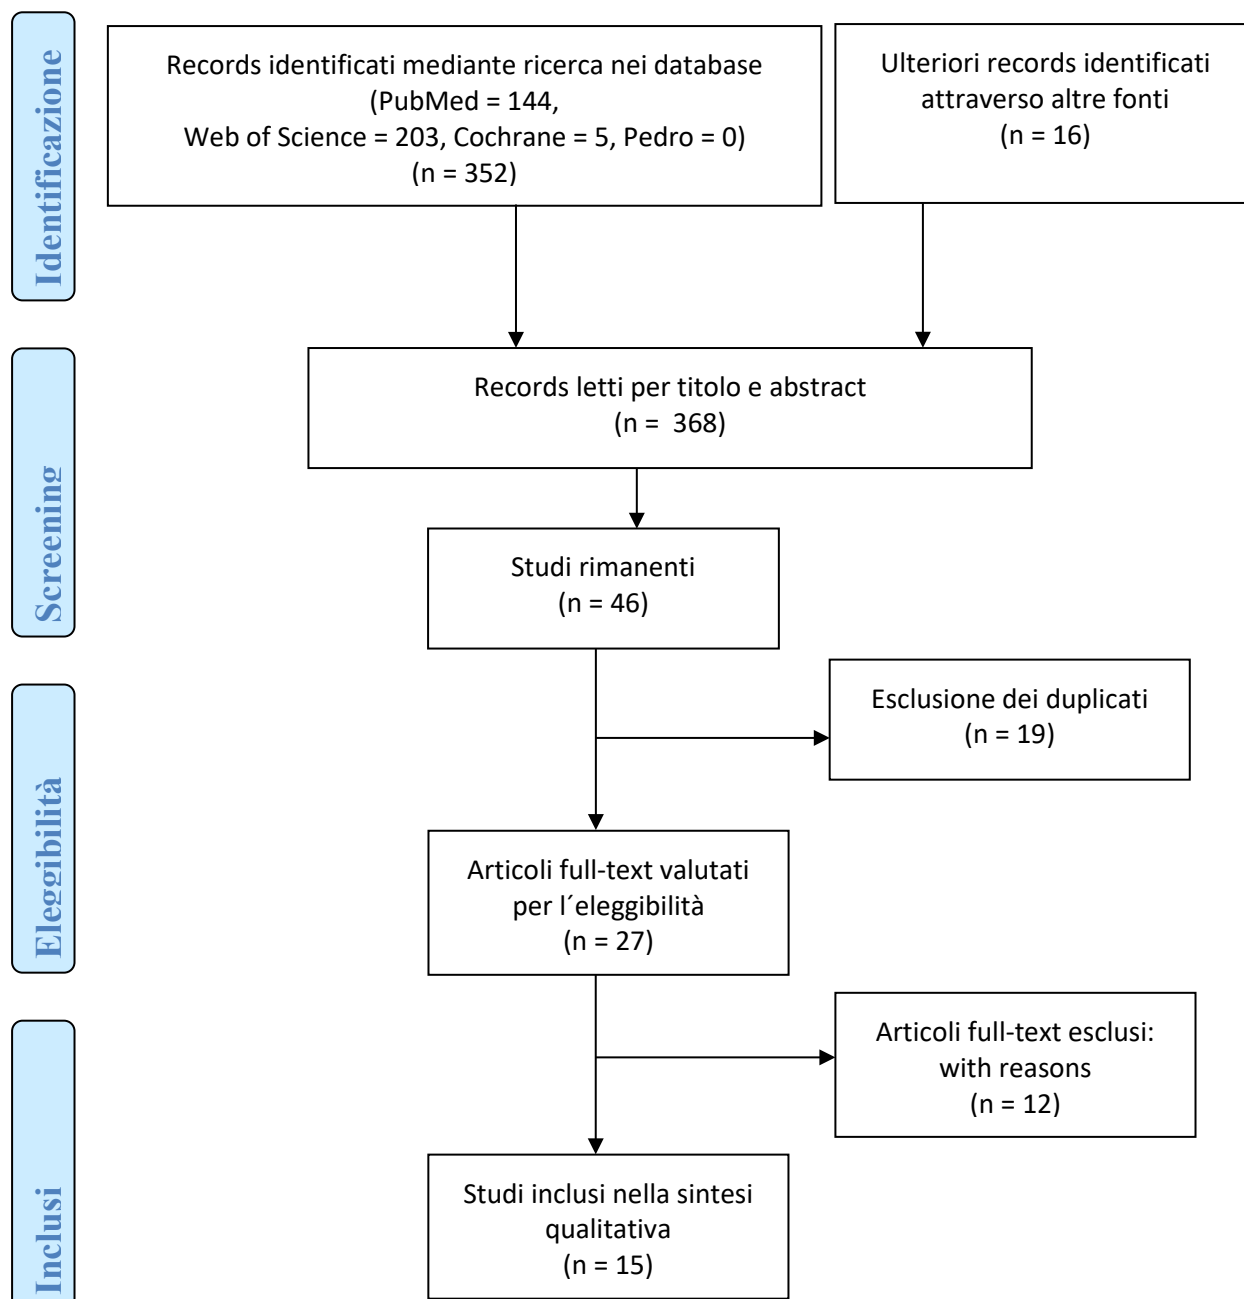 Identificazione
Records identificati mediante ricerca nei database
(PubMed = 144,
Web of Science = 203, Cochrane = 5, Pedro = 0)
(n = 352)
Ulteriori records identificati
attraverso altre fonti
(n = 16)
Screening
Records letti per titolo e abstract
(n =  368)
Studi rimanenti
(n = 46)
Eleggibilità
Esclusione dei duplicati
(n = 19)
Articoli full-text valutati
per l´eleggibilità
(n = 27)
Inclusi
Articoli full-text esclusi:
with reasons
(n = 12)
Studi inclusi nella sintesi
qualitativa
(n = 15)